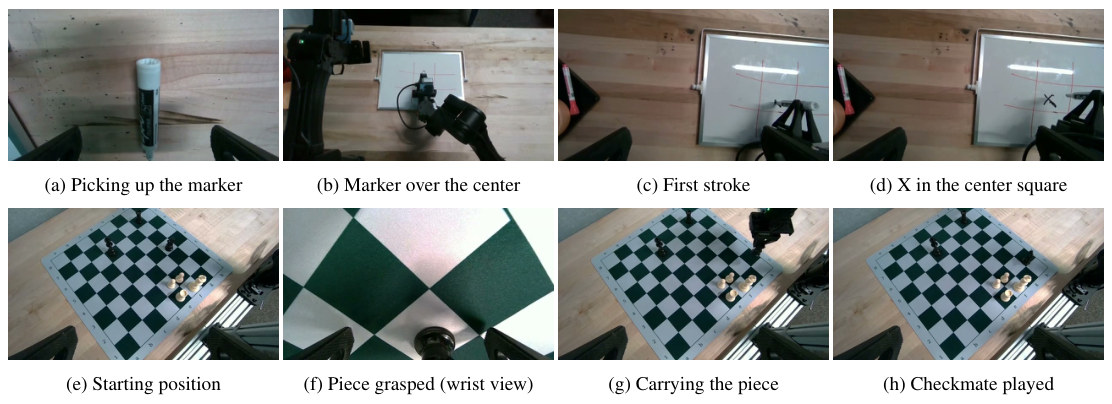 (a) Picking up the marker
(b) Marker over the center
(c) First stroke
(d) X in the center square
(e) Starting position
(f) Piece grasped (wrist view)
(g) Carrying the piece
(h) Checkmate played